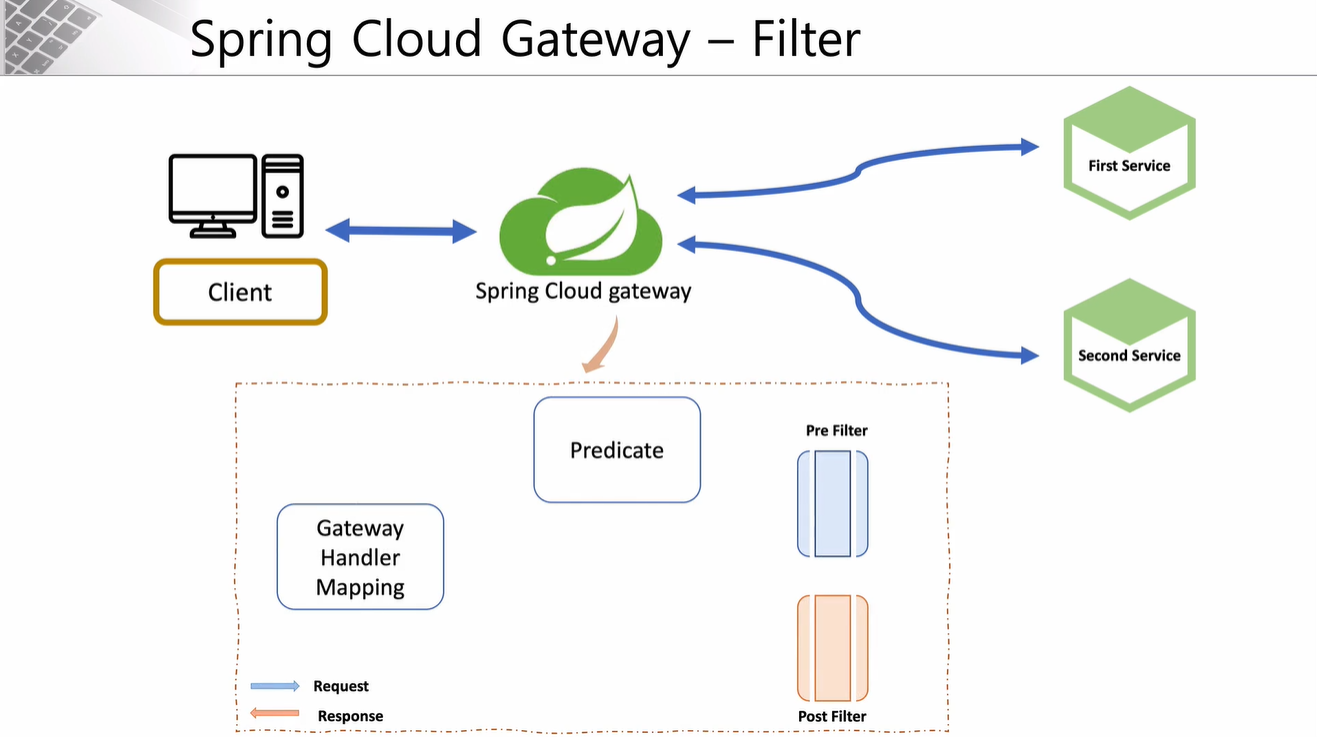 Spring Cloud Gateway – Filter
First Service
Client
Spring Cloud gateway
Second Service
Predicate
Pre Filter
Gateway
Handler
Mapping
Request
Response
Post Filter